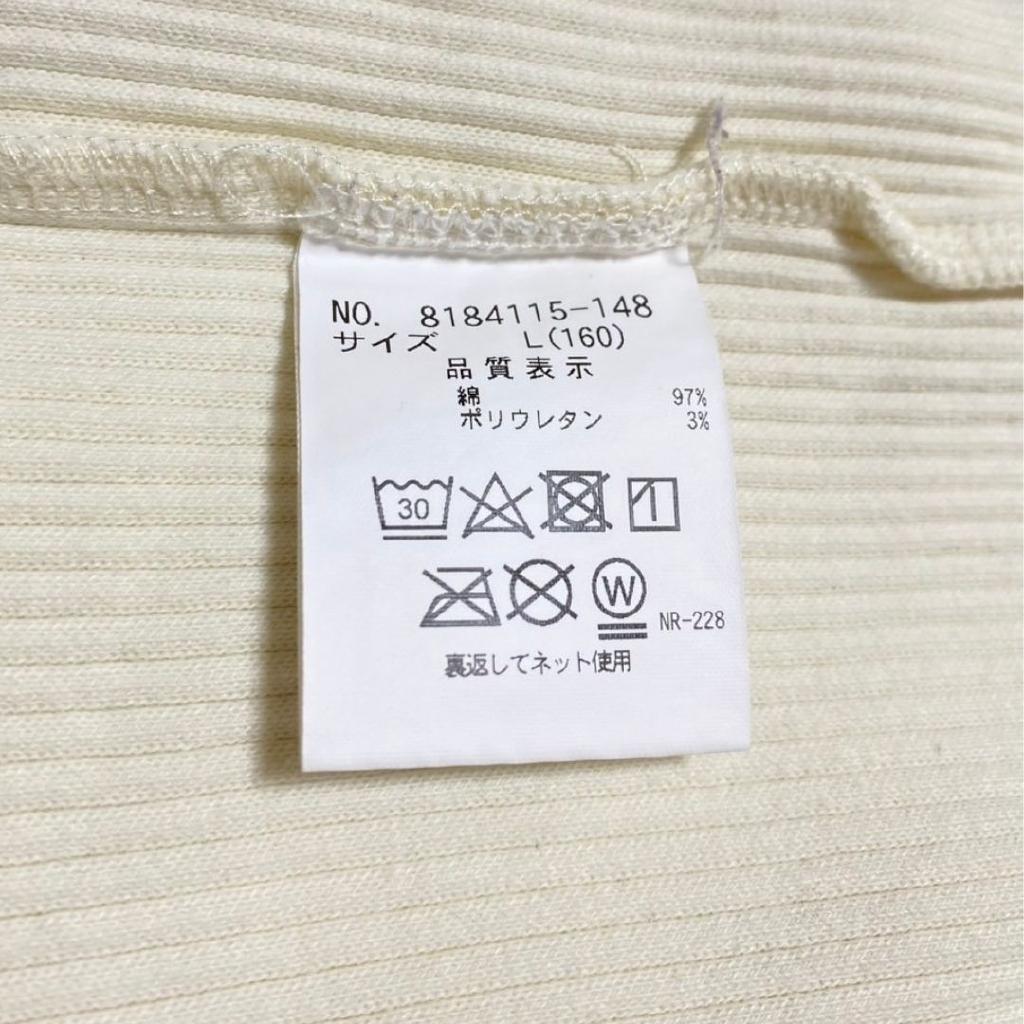 NO. 8184115-148
サイズ L(160)
品質表示
綿 97%
ポリウレタン 3%
30
W
NR-228
裏返してネット使用